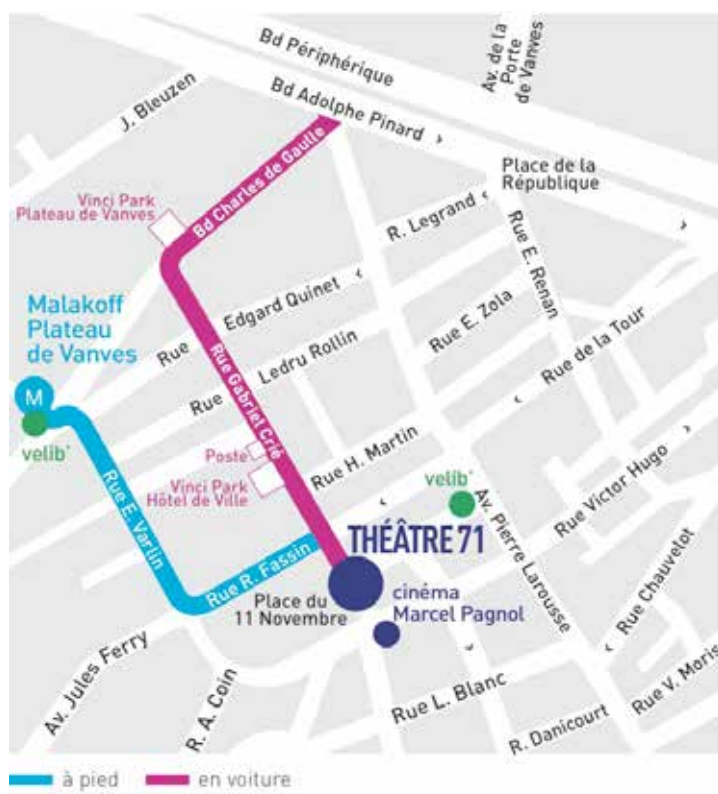 Bd Périphérique
Av. de la
Porte
de Vanves
Bd Adolphe Pinard
J. Bleuzen
Bd Charles de Gaulle
Place de la
République
Vinci Park
Plateau de Vanves
R. Legrand
Rue E. Renan
Malakoff
Plateau
de Vanves
Rue Edgard Quinet
Rue E. Zola
Rue de la Tour
Rue Ledru Rollin
Rue Gabriel Crié
M
velib'
Poste
Vinci Park
Hôtel de Ville
Rue H. Martin
velib'
Rue Victor Hugo
Rue E. Varlin
Av. Pierre Larousse
THÉÂTRE 71
Rue R. Fassin
Place du
11 Novembre
cinéma
Marcel Pagnol
Rue Chauvelot
Av. Jules Ferry
R. A. Coin
Rue L. Blanc
Rue V. Moris
R. Danicourt
à pied
en voiture